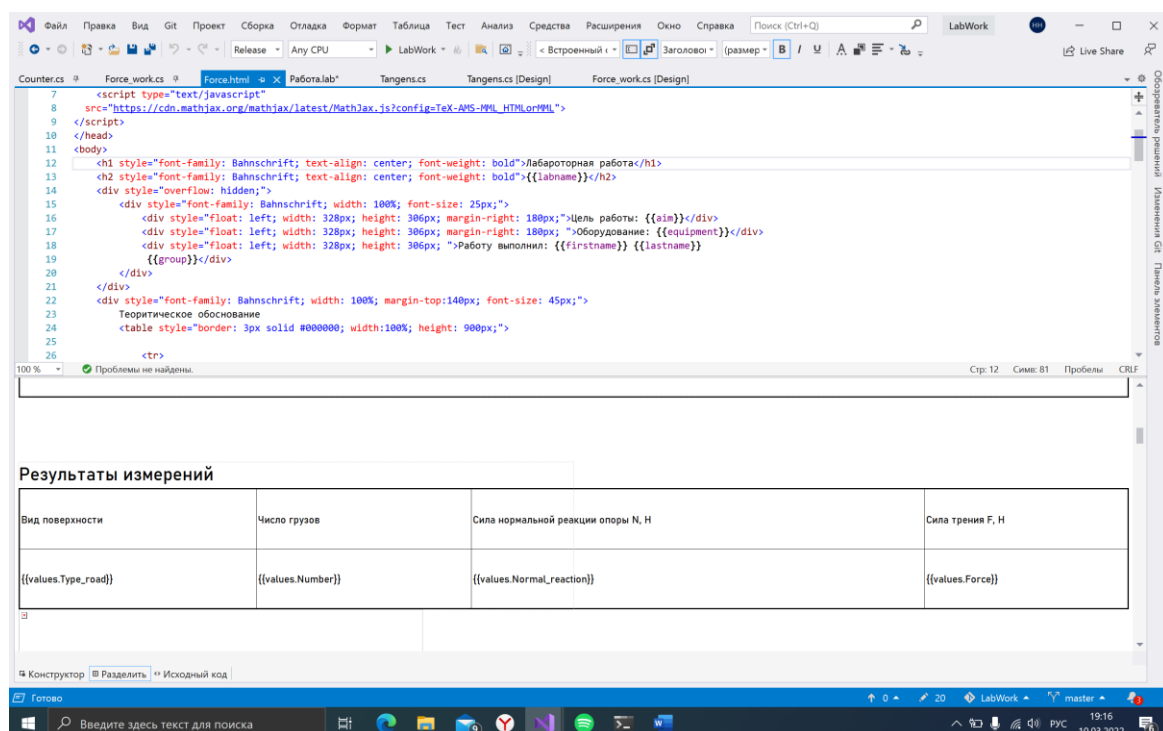 Файл Правка Вид Git Проект Сборка Отладка Формат Таблица Тест Анализ Средства Расширения Окно Справка Поиск (Ctrl+Q) LabWork HH
Release Any CPU LabWork < Встроенный < Заголовок (размер B I U A Live Share
Counter.cs Force_work.cs Force.html Работа.lab* Tangens.cs Tangens.cs [Design] Force_work.cs [Design]
7 <script type="text/javascript"
8 src="https://cdn.mathjax.org/mathjax/latest/MathJax.js?config=TeX-AMS-MML_HTMLorMML">
9 </script>
10 </head>
11 <body>
12 <h1 style="font-family: Bahnschrift; text-align: center; font-weight: bold">Лабароторная работа</h1>
13 <h2 style="font-family: Bahnschrift; text-align: center; font-weight: bold">{{labname}}</h2>
14 <div style="overflow: hidden;">
15 <div style="font-family: Bahnschrift; width: 100%; font-size: 25px;">
16 <div style="float: left; width: 328px; height: 306px; margin-right: 180px;">Цель работы: {{aim}}</div>
17 <div style="float: left; width: 328px; height: 306px; margin-right: 180px; ">Оборудование: {{equipment}}</div>
18 <div style="float: left; width: 328px; height: 306px; ">Работу выполнил: {{firstname}} {{lastname}}
19 {{group}}</div>
20 </div>
21 </div>
22 <div style="font-family: Bahnschrift; width: 100%; margin-top:140px; font-size: 45px;">
23 Теоритическое обоснование
24 <table style="border: 3px solid #000000; width:100%; height: 900px;">
25
26 <tr>
100 % Проблемы не найдены. Стр: 12 Симв: 81 Пробелы CRLF
Обозреватель решений Изменения Git Панель элементов
Результаты измерений
Вид поверхности Число грузов Сила нормальной реакции опоры N, Н Сила трения F, Н
{{values.Type_road}} {{values.Number}} {{values.Normal_reaction}} {{values.Force}}
Конструктор Разделить Исходный код
Готово 0 20 LabWork master 3
Введите здесь текст для поиска 9 W РУС 19:16
10.03.2022 6